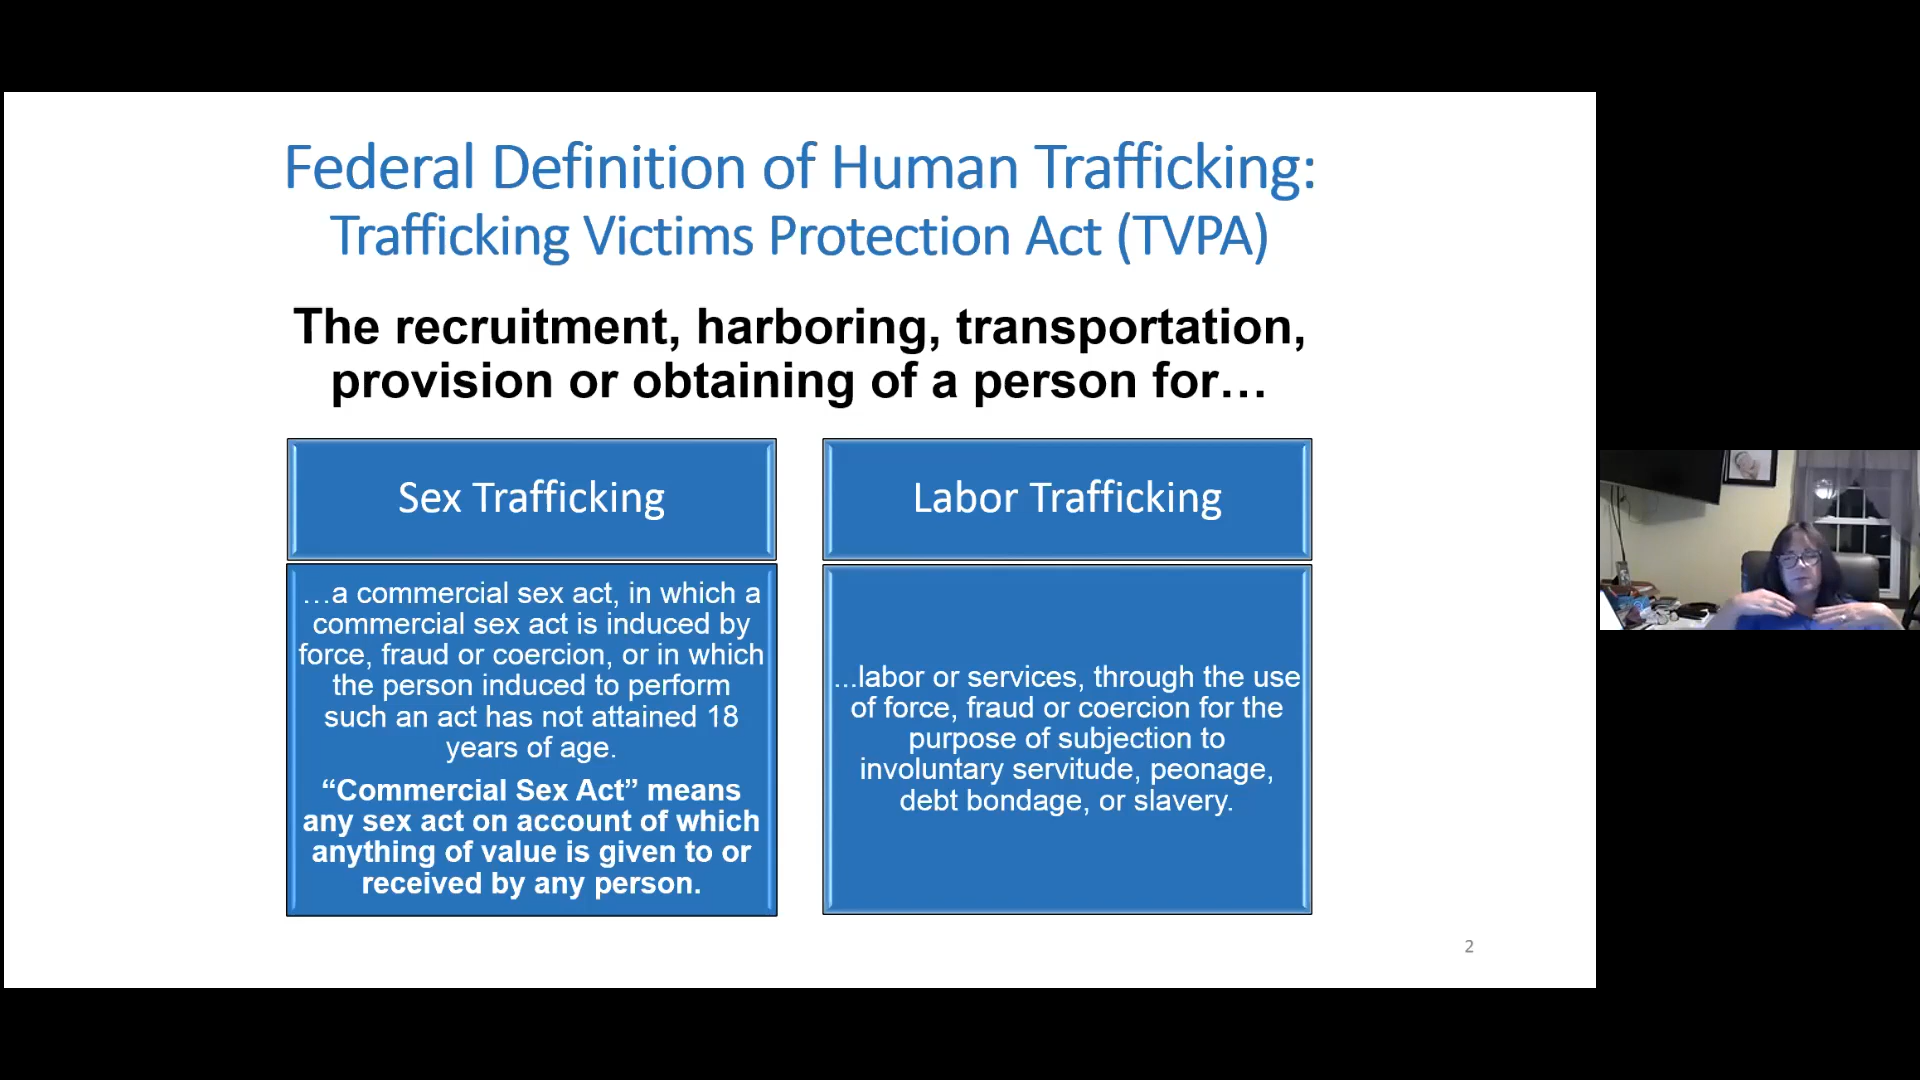 Federal Definition of Human Trafficking:
Trafficking Victims Protection Act (TVPA)
The recruitment, harboring, transportation,
provision or obtaining of a person for…
Sex Trafficking
…a commercial sex act, in which a
commercial sex act is induced by
force, fraud or coercion, or in which
the person induced to perform
such an act has not attained 18
years of age.
“Commercial Sex Act” means
any sex act on account of which
anything of value is given to or
received by any person.
Labor Trafficking
...labor or services, through the use
of force, fraud or coercion for the
purpose of subjection to
involuntary servitude, peonage,
debt bondage, or slavery.
2